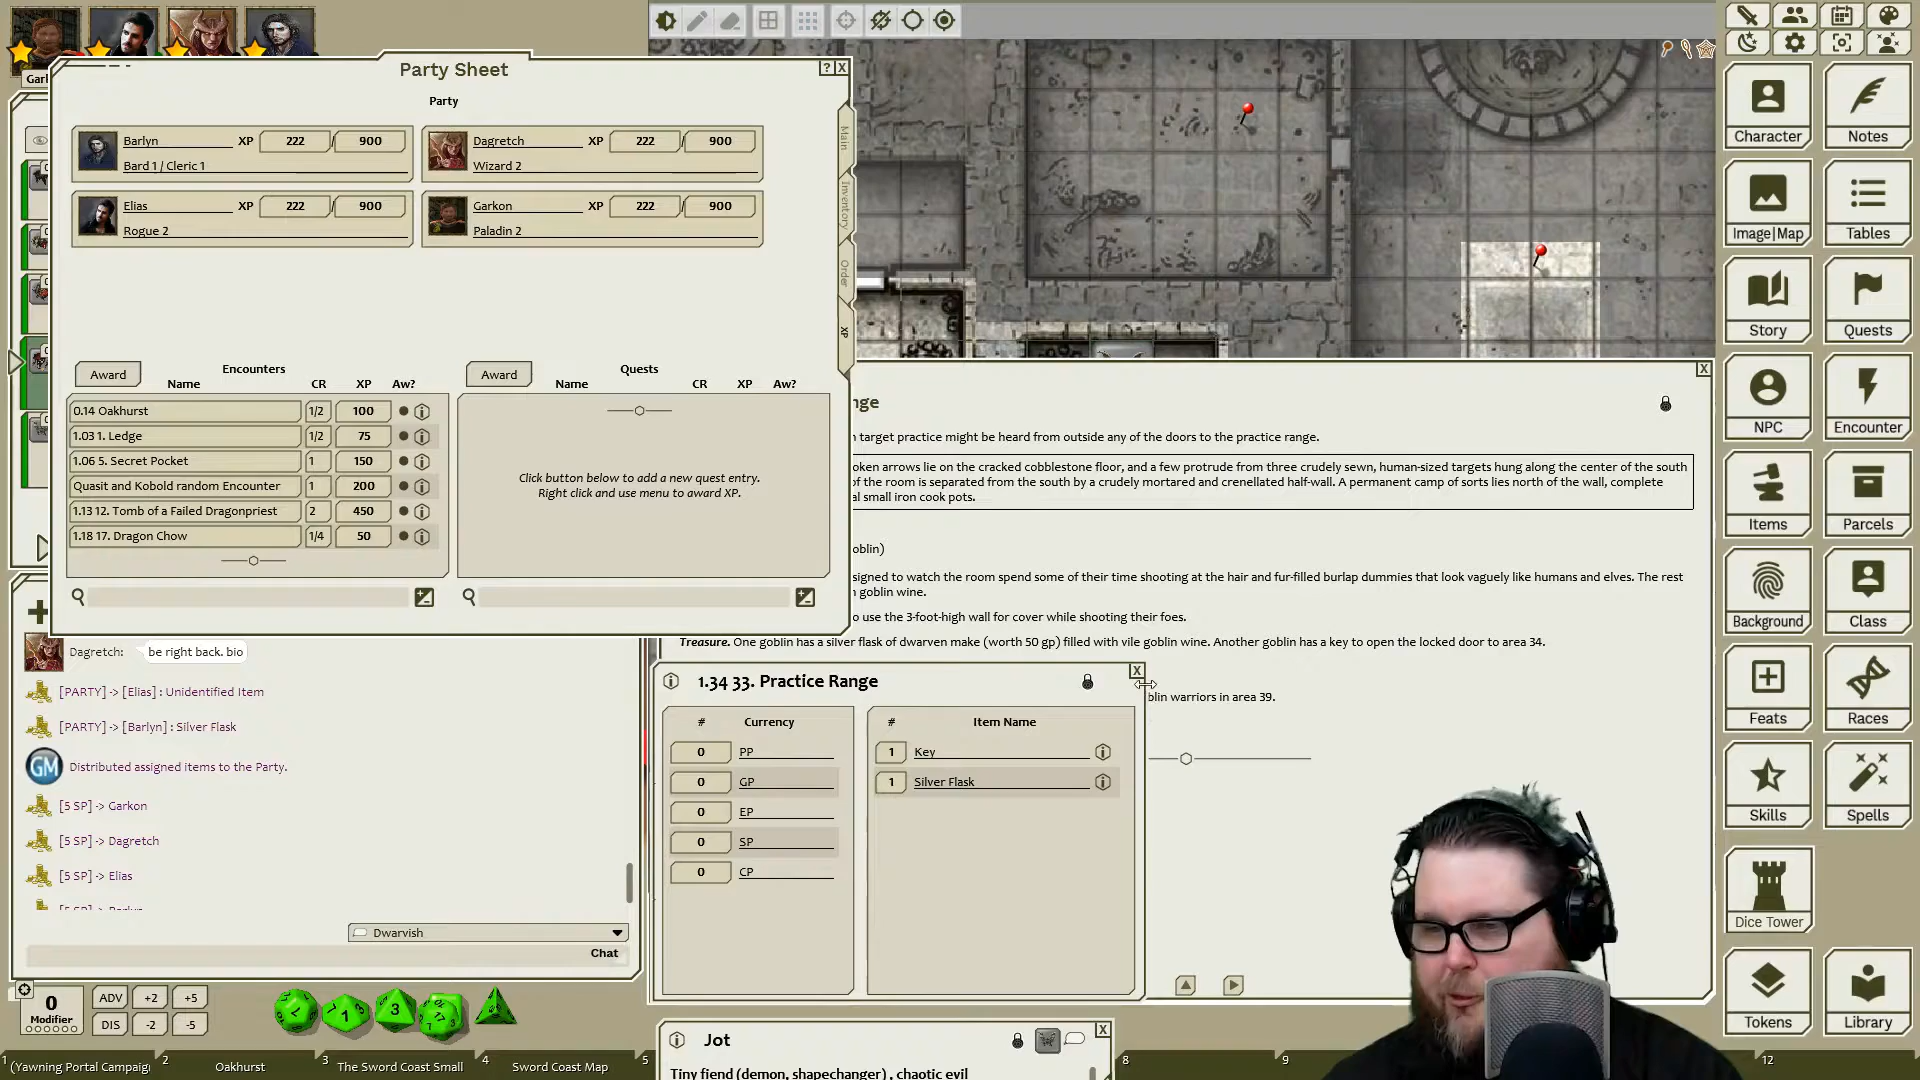 Party Sheet
? X
Party
Barlyn XP 222 / 900
Bard 1 / Cleric 1
Dagretch XP 222 / 900
Wizard 2
Elias XP 222 / 900
Rogue 2
Garkon XP 222 / 900
Paladin 2
Main
Inventory
Order
XP
Award Encounters
Name CR XP Aw?
0.14 Oakhurst 1/2 100
1.03 1. Ledge 1/2 75
1.06 5. Secret Pocket 1 150
Quasit and Kobold random Encounter 1 200
1.13 12. Tomb of a Failed Dragonpriest 2 450
1.18 17. Dragon Chow 1/4 50
Award Quests
Name CR XP Aw?
Click button below to add a new quest entry.
Right click and use menu to award XP.
nge
X
target practice might be heard from outside any of the doors to the practice range.
oken arrows lie on the cracked cobblestone floor, and a few protrude from three crudely sewn, human-sized targets hung along the center of the south
of the room is separated from the south by a crudely mortared and crenellated half-wall. A permanent camp of sorts lies north of the wall, complete
al small iron cook pots.
oblin)
signed to watch the room spend some of their time shooting at the hair and fur-filled burlap dummies that look vaguely like humans and elves. The rest
n goblin wine.
o use the 3-foot-high wall for cover while shooting their foes.
Treasure. One goblin has a silver flask of dwarven make (worth 50 gp) filled with vile goblin wine. Another goblin has a key to open the locked door to area 34.
blin warriors in area 39.
1.34 33. Practice Range
X
# Currency
0 PP
0 GP
0 EP
0 SP
0 CP
# Item Name
1 Key
1 Silver Flask
Dagretch: be right back. bio
[PARTY] -> [Elias] : Unidentified Item
[PARTY] -> [Barlyn] : Silver Flask
GM Distributed assigned items to the Party.
[5 SP] -> Garkon
[5 SP] -> Dagretch
[5 SP] -> Elias
[5 SP] -> Barlyn
Dwarvish
Chat
0
Modifier
ADV +2 +5
DIS -2 -5
Jot
X
Tiny fiend (demon, shapechanger) , chaotic evil
1 (Yawning Portal Campaig
2 Oakhurst
3 The Sword Coast Small
4 Sword Coast Map
5
8
9
12
Character
Notes
Image|Map
Tables
Story
Quests
NPC
Encounter
Items
Parcels
Background
Class
Feats
Races
Skills
Spells
Dice Tower
Tokens
Library